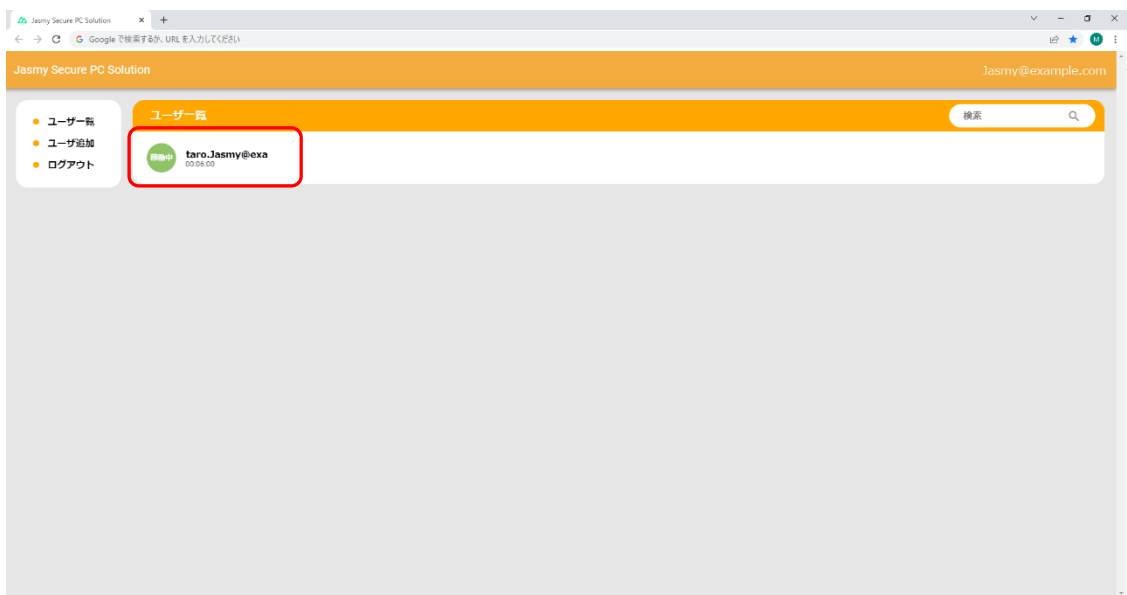 Jasmy Secure PC Solution
Google で検索するか、URL を入力してください
M
Jasmy Secure PC Solution
Jasmy@example.com
ユーザー覧
ユーザ追加
ログアウト
ユーザー覧
検索
稼働中
taro.Jasmy@exa
00:06:00